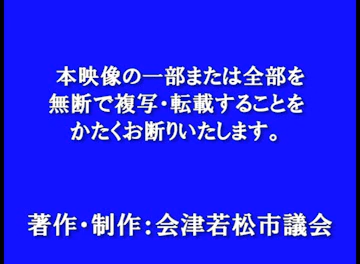 本映像の一部または全部を
無断で複写・転載することを
かたくお断りいたします。
著作・制作：会津若松市議会